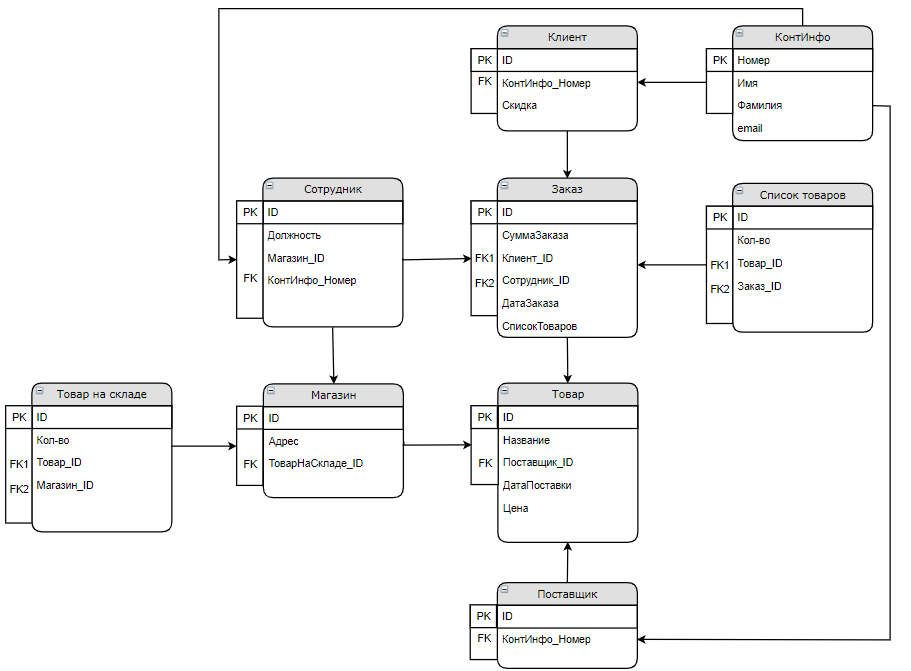 Клиент
PK ID
FK КонтИнфо_Номер
Скидка
КонтИнфо
PK Номер
Имя
Фамилия
email
Сотрудник
PK ID
Должность
Магазин_ID
FK КонтИнфо_Номер
Заказ
PK ID
СуммаЗаказа
FK1 Клиент_ID
FK2 Сотрудник_ID
ДатаЗаказа
СписокТоваров
Список товаров
PK ID
Кол-во
FK1 Товар_ID
FK2 Заказ_ID
Товар на складе
PK ID
Кол-во
FK1 Товар_ID
FK2 Магазин_ID
Магазин
PK ID
Адрес
FK ТоварНаСкладе_ID
Товар
PK ID
Название
FK Поставщик_ID
ДатаПоставки
Цена
Поставщик
PK ID
FK КонтИнфо_Номер